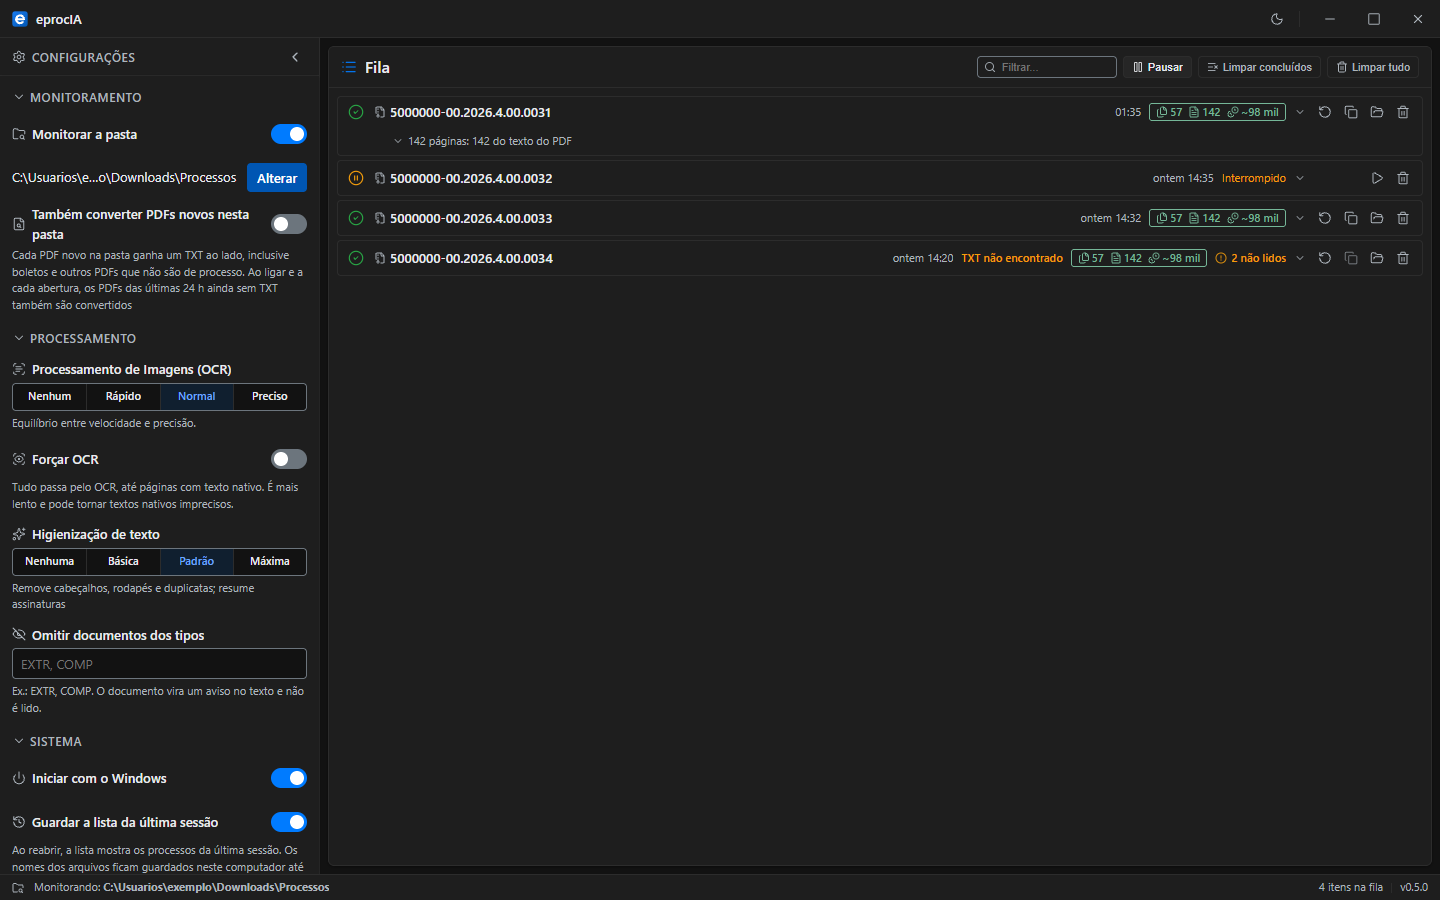 eprocIA
CONFIGURAÇÕES
MONITORAMENTO
Monitorar a pasta
C:\Usuarios\e...o\Downloads\Processos
Alterar
Também converter PDFs novos nesta
pasta
Cada PDF novo na pasta ganha um TXT ao lado, inclusive
boletos e outros PDFs que não são de processo. Ao ligar e a
cada abertura, os PDFs das últimas 24 h ainda sem TXT
também são convertidos
PROCESSAMENTO
Processamento de Imagens (OCR)
Nenhum Rápido Normal Preciso
Equilíbrio entre velocidade e precisão.
Forçar OCR
Tudo passa pelo OCR, até páginas com texto nativo. É mais
lento e pode tornar textos nativos imprecisos.
Higienização de texto
Nenhuma Básica Padrão Máxima
Remove cabeçalhos, rodapés e duplicatas; resume
assinaturas
Omitir documentos dos tipos
EXTR, COMP
Ex.: EXTR, COMP. O documento vira um aviso no texto e não
é lido.
SISTEMA
Iniciar com o Windows
Guardar a lista da última sessão
Ao reabrir, a lista mostra os processos da última sessão. Os
nomes dos arquivos ficam guardados neste computador até
Fila
Filtrar...
Pausar
Limpar concluídos
Limpar tudo
5000000-00.2026.4.00.0031 01:35 57 142 ~98 mil
142 páginas: 142 do texto do PDF
5000000-00.2026.4.00.0032 ontem 14:35 Interrompido
5000000-00.2026.4.00.0033 ontem 14:32 57 142 ~98 mil
5000000-00.2026.4.00.0034 ontem 14:20 TXT não encontrado 57 142 ~98 mil 2 não lidos
Monitorando: C:\Usuarios\exemplo\Downloads\Processos
4 itens na fila
v0.5.0